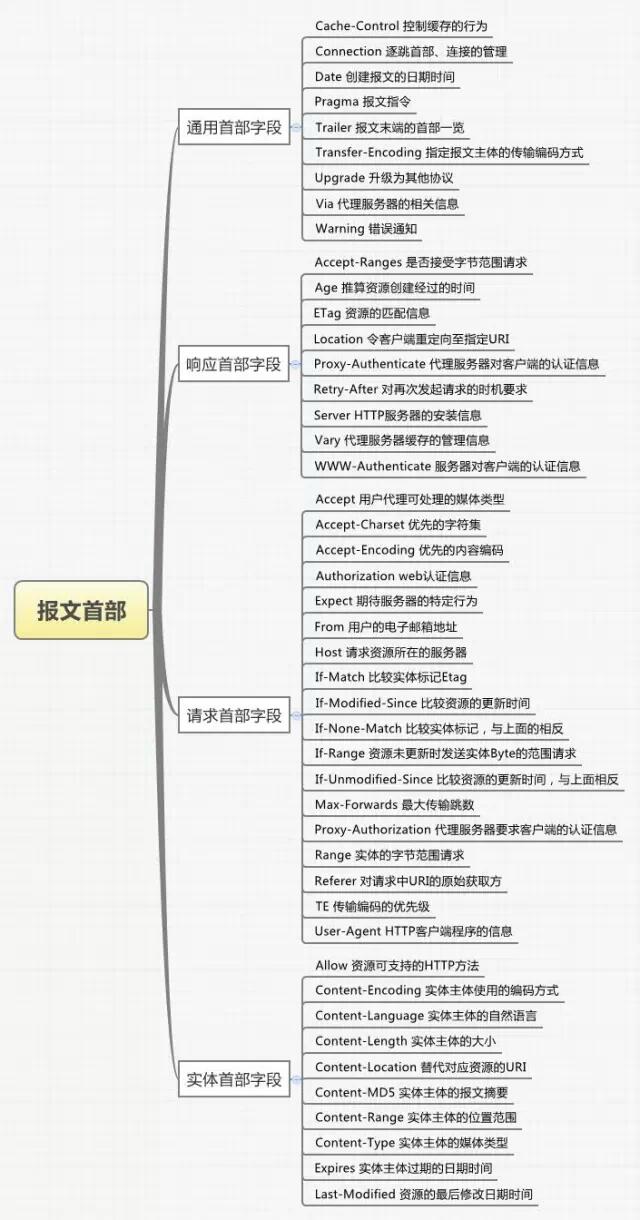 报文首部
通用首部字段
Cache-Control 控制缓存的行为
Connection 逐跳首部、连接的管理
Date 创建报文的日期时间
Pragma 报文指令
Trailer 报文末端的首部一览
Transfer-Encoding 指定报文主体的传输编码方式
Upgrade 升级为其他协议
Via 代理服务器的相关信息
Warning 错误通知
响应首部字段
Accept-Ranges 是否接受字节范围请求
Age 推算资源创建经过的时间
ETag 资源的匹配信息
Location 令客户端重定向至指定URI
Proxy-Authenticate 代理服务器对客户端的认证信息
Retry-After 对再次发起请求的时机要求
Server HTTP服务器的安装信息
Vary 代理服务器缓存的管理信息
WWW-Authenticate 服务器对客户端的认证信息
请求首部字段
Accept 用户代理可处理的媒体类型
Accept-Charset 优先的字符集
Accept-Encoding 优先的内容编码
Authorization web认证信息
Expect 期待服务器的特定行为
From 用户的电子邮箱地址
Host 请求资源所在的服务器
If-Match 比较实体标记Etag
If-Modified-Since 比较资源的更新时间
If-None-Match 比较实体标记，与上面的相反
If-Range 资源未更新时发送实体Byte的范围请求
If-Unmodified-Since 比较资源的更新时间，与上面相反
Max-Forwards 最大传输跳数
Proxy-Authorization 代理服务器要求客户端的认证信息
Range 实体的字节范围请求
Referer 对请求中URI的原始获取方
TE 传输编码的优先级
User-Agent HTTP客户端程序的信息
实体首部字段
Allow 资源可支持的HTTP方法
Content-Encoding 实体主体使用的编码方式
Content-Language 实体主体的自然语言
Content-Length 实体主体的大小
Content-Location 替代对应资源的URI
Content-MD5 实体主体的报文摘要
Content-Range 实体主体的位置范围
Content-Type 实体主体的媒体类型
Expires 实体主体过期的日期时间
Last-Modified 资源的最后修改日期时间